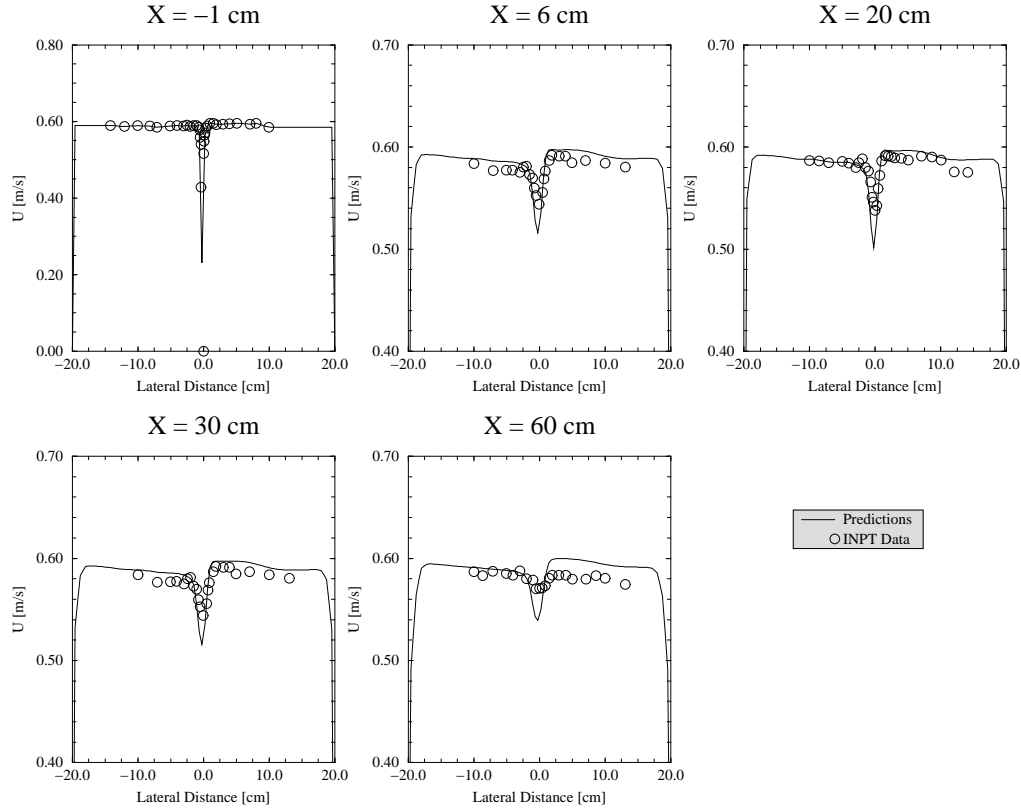 X = −1 cm
X = 6 cm
X = 20 cm
0.80
0.60
0.40
0.20
0.00
U [m/s]
−20.0 −10.0 0.0 10.0 20.0
Lateral Distance [cm]
0.70
0.60
0.50
0.40
U [m/s]
−20.0 −10.0 0.0 10.0 20.0
Lateral Distance [cm]
0.70
0.60
0.50
0.40
U [m/s]
−20.0 −10.0 0.0 10.0 20.0
Lateral Distance [cm]
X = 30 cm
X = 60 cm
0.70
0.60
0.50
0.40
U [m/s]
−20.0 −10.0 0.0 10.0 20.0
Lateral Distance [cm]
0.70
0.60
0.50
0.40
U [m/s]
−20.0 −10.0 0.0 10.0 20.0
Lateral Distance [cm]
Predictions
INPT Data